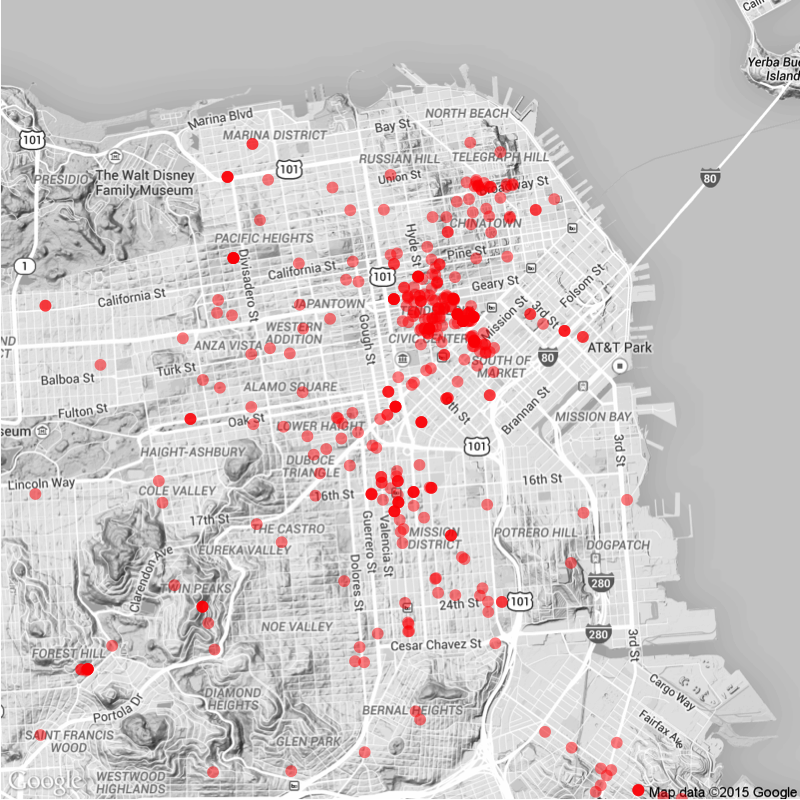 Cali
Yerba Bue
Island
NORTH BEACH
Marina Blvd
Bay St
MARINA DISTRICT
101
RUSSIAN HILL
TELEGRAPH HILL
101
The Walt Disney
Family Museum
PRESIDIO
Union St
Broadway St
80
CHINATOWN
PACIFIC HEIGHTS
Hyde St
Pine St
1
California St
101
Geary St
Folsom St
Divisadero St
California St
JAPANTOWN
TEND
Mission St
3rd St
WESTERN
ADDITION
ANZA VISTA
Gough St
CIVIC CENTER
AT&T Park
80
Turk St
SOUTH OF
MARKET
Balboa St
ALAMO SQUARE
Fulton St
Brannan St
MISSION BAY
Oak St
LOWER HAIGHT
seum
3rd St
HAIGHT-ASHBURY
101
DUBOCE
TRIANGLE
Lincoln Way
COLE VALLEY
16th St
16th St
17th St
THE CASTRO
Guerrero St
Valencia St
MISSION
DISTRICT
POTRERO HILL
DOGPATCH
EUREKA VALLEY
Clarendon Ave
Dolores St
TWIN PEAKS
280
24th St
101
NOE VALLEY
280
3rd St
Cesar Chavez St
FOREST HILL
Cargo Way
DIAMOND
HEIGHTS
Portola Dr
BERNAL HEIGHTS
Fairfax Ave
SAINT FRANCIS
WOOD
GLEN PARK
WESTWOOD
HIGHLANDS
Google
Map data ©2015 Google